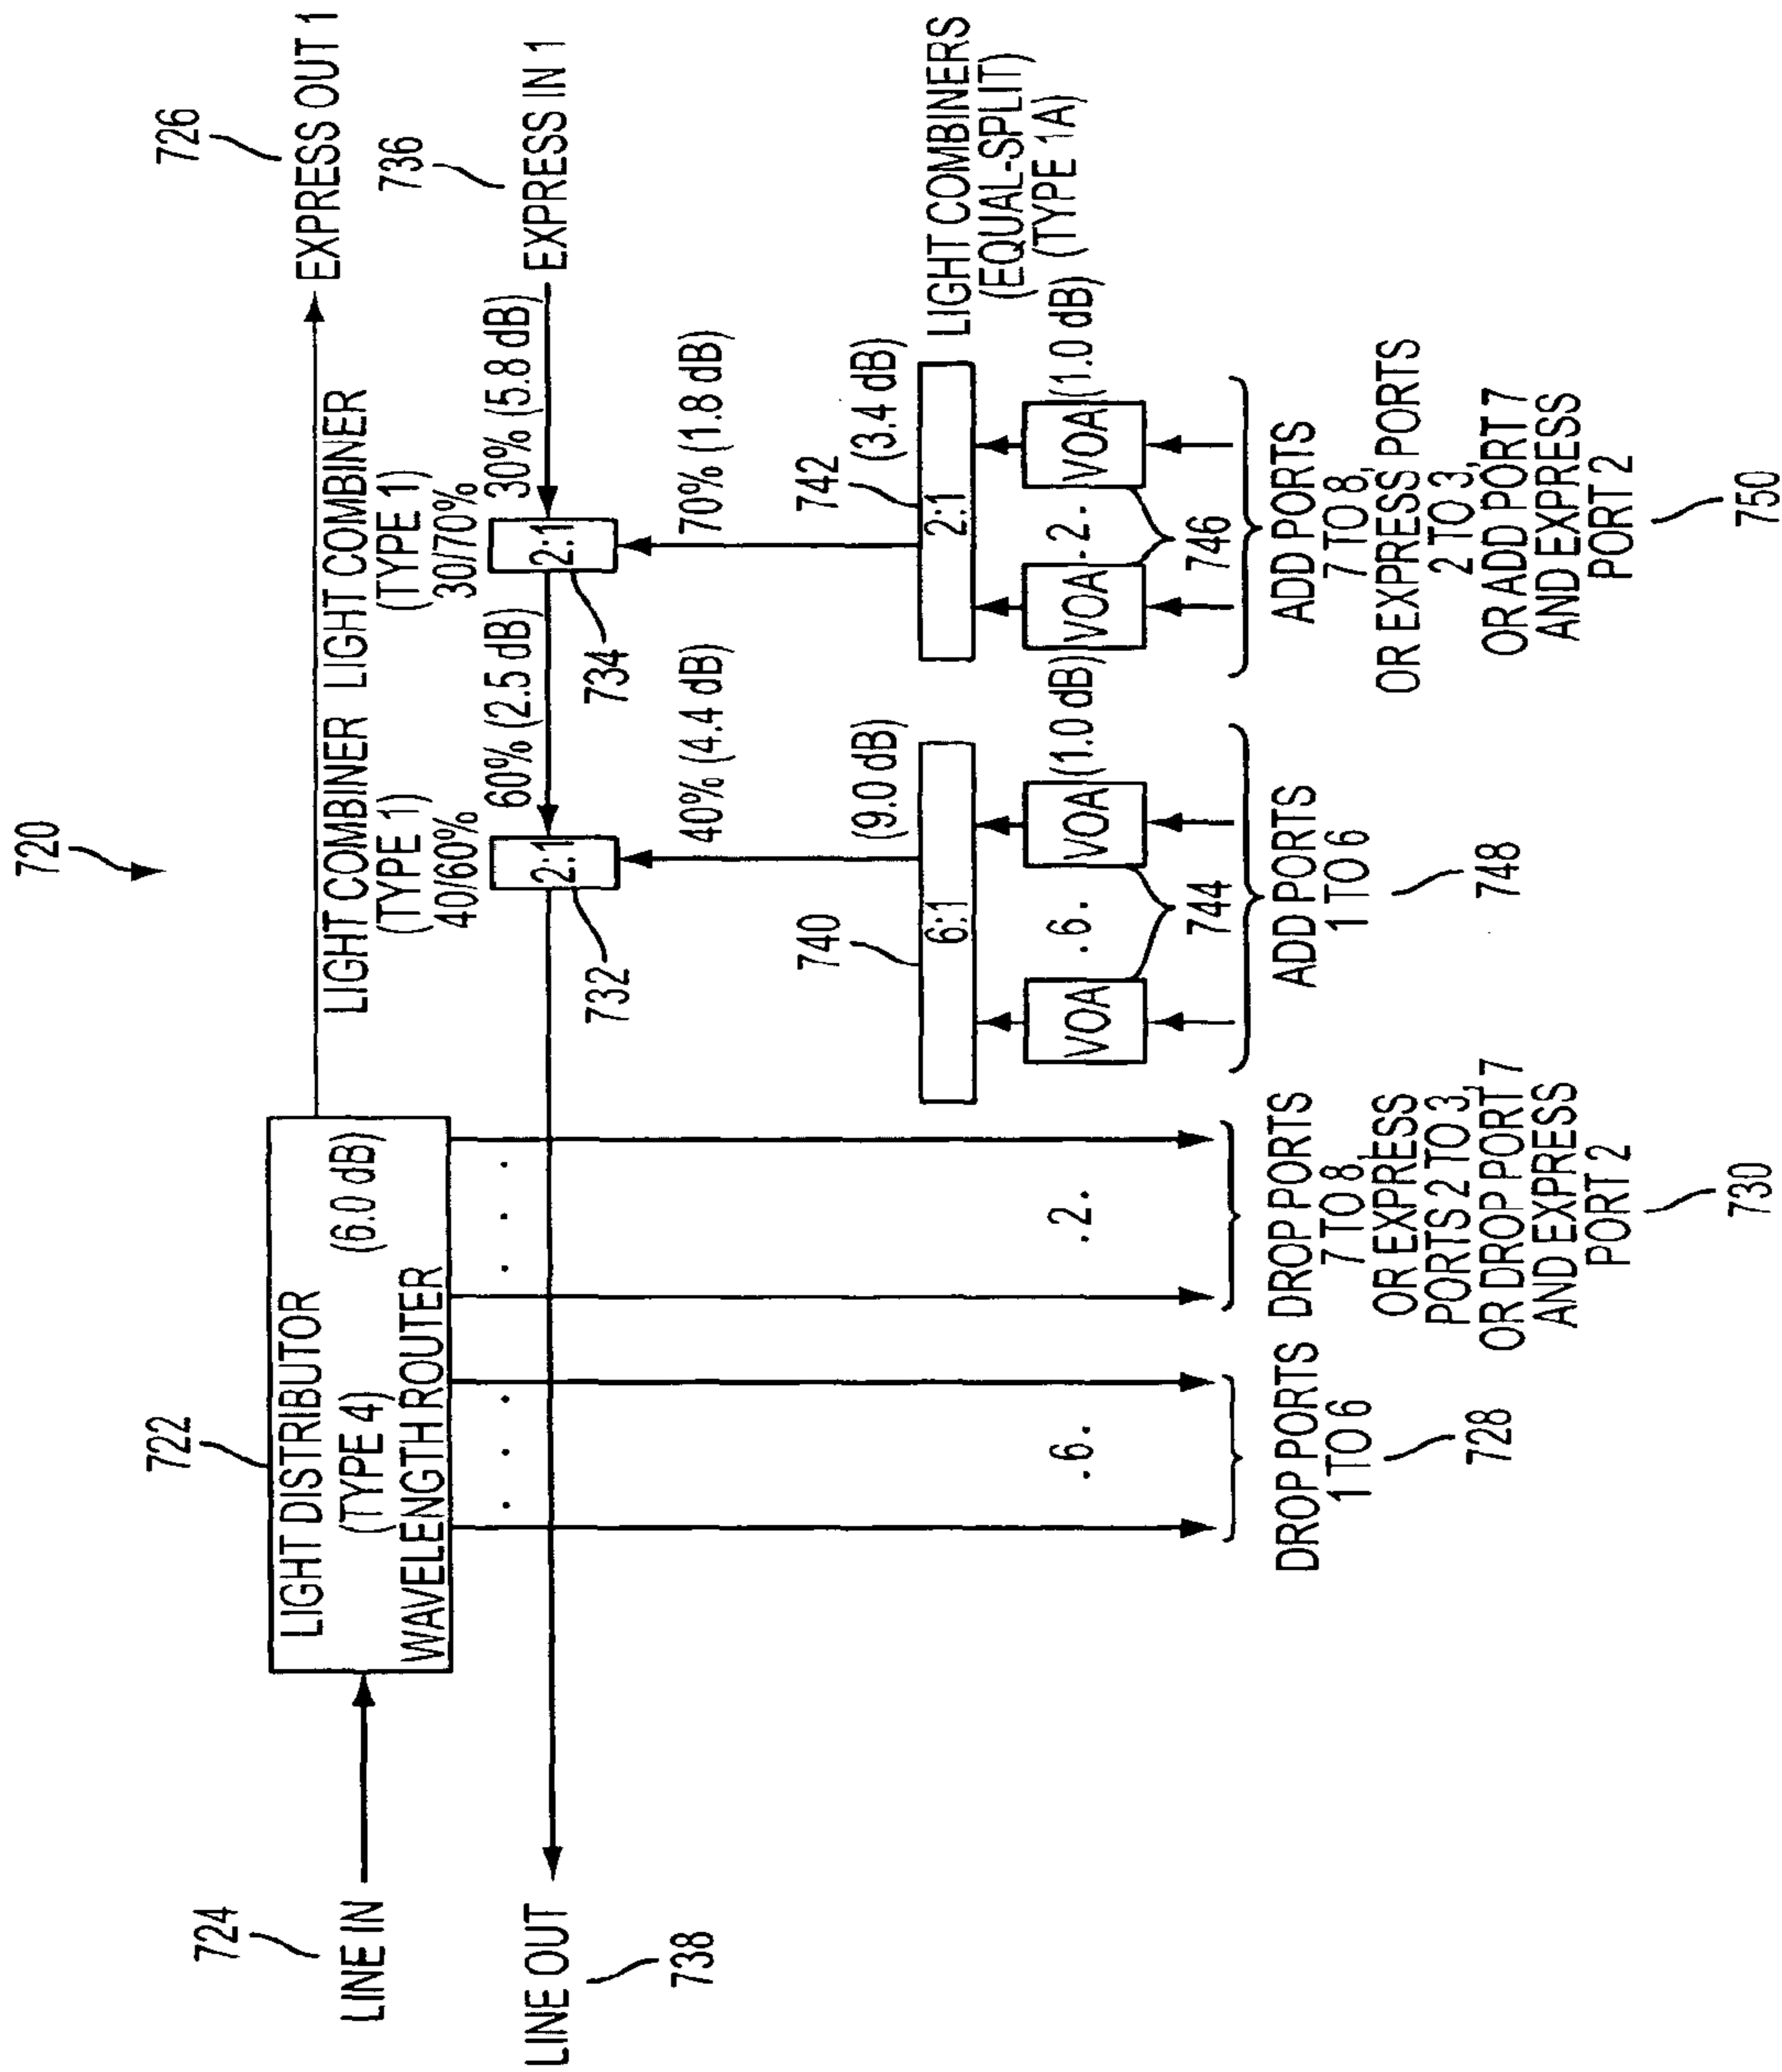 720
722
LIGHT DISTRIBUTOR
(TYPE 4) (6.0 dB)
WAVELENGTH ROUTER
724
LINE IN
726
EXPRESS OUT 1
LIGHT COMBINER
(TYPE 1)
40/60%
LIGHT COMBINER
(TYPE 1)
30/70%
736
EXPRESS IN 1
60% (2.5 dB)
30% (5.8 dB)
2:1
2:1
732
734
LINE OUT
738
40% (4.4 dB)
70% (1.8 dB)
740
(9.0 dB)
742
(3.4 dB)
6:1
2:1
LIGHT COMBINERS
(EQUAL-SPLIT)
(TYPE 1A)
VOA
.6.
VOA
(1.0 dB)
VOA
.2.
VOA
(1.0 dB)
744
746
.6.
.2.
DROP PORTS
1 TO 6
728
DROP PORTS
7 TO 8,
OR EXPRESS
PORTS 2 TO 3,
OR DROP PORT 7
AND EXPRESS
PORT 2
730
ADD PORTS
1 TO 6
748
ADD PORTS
7 TO 8,
OR EXPRESS PORTS
2 TO 3,
OR ADD PORT 7
AND EXPRESS
PORT 2
750